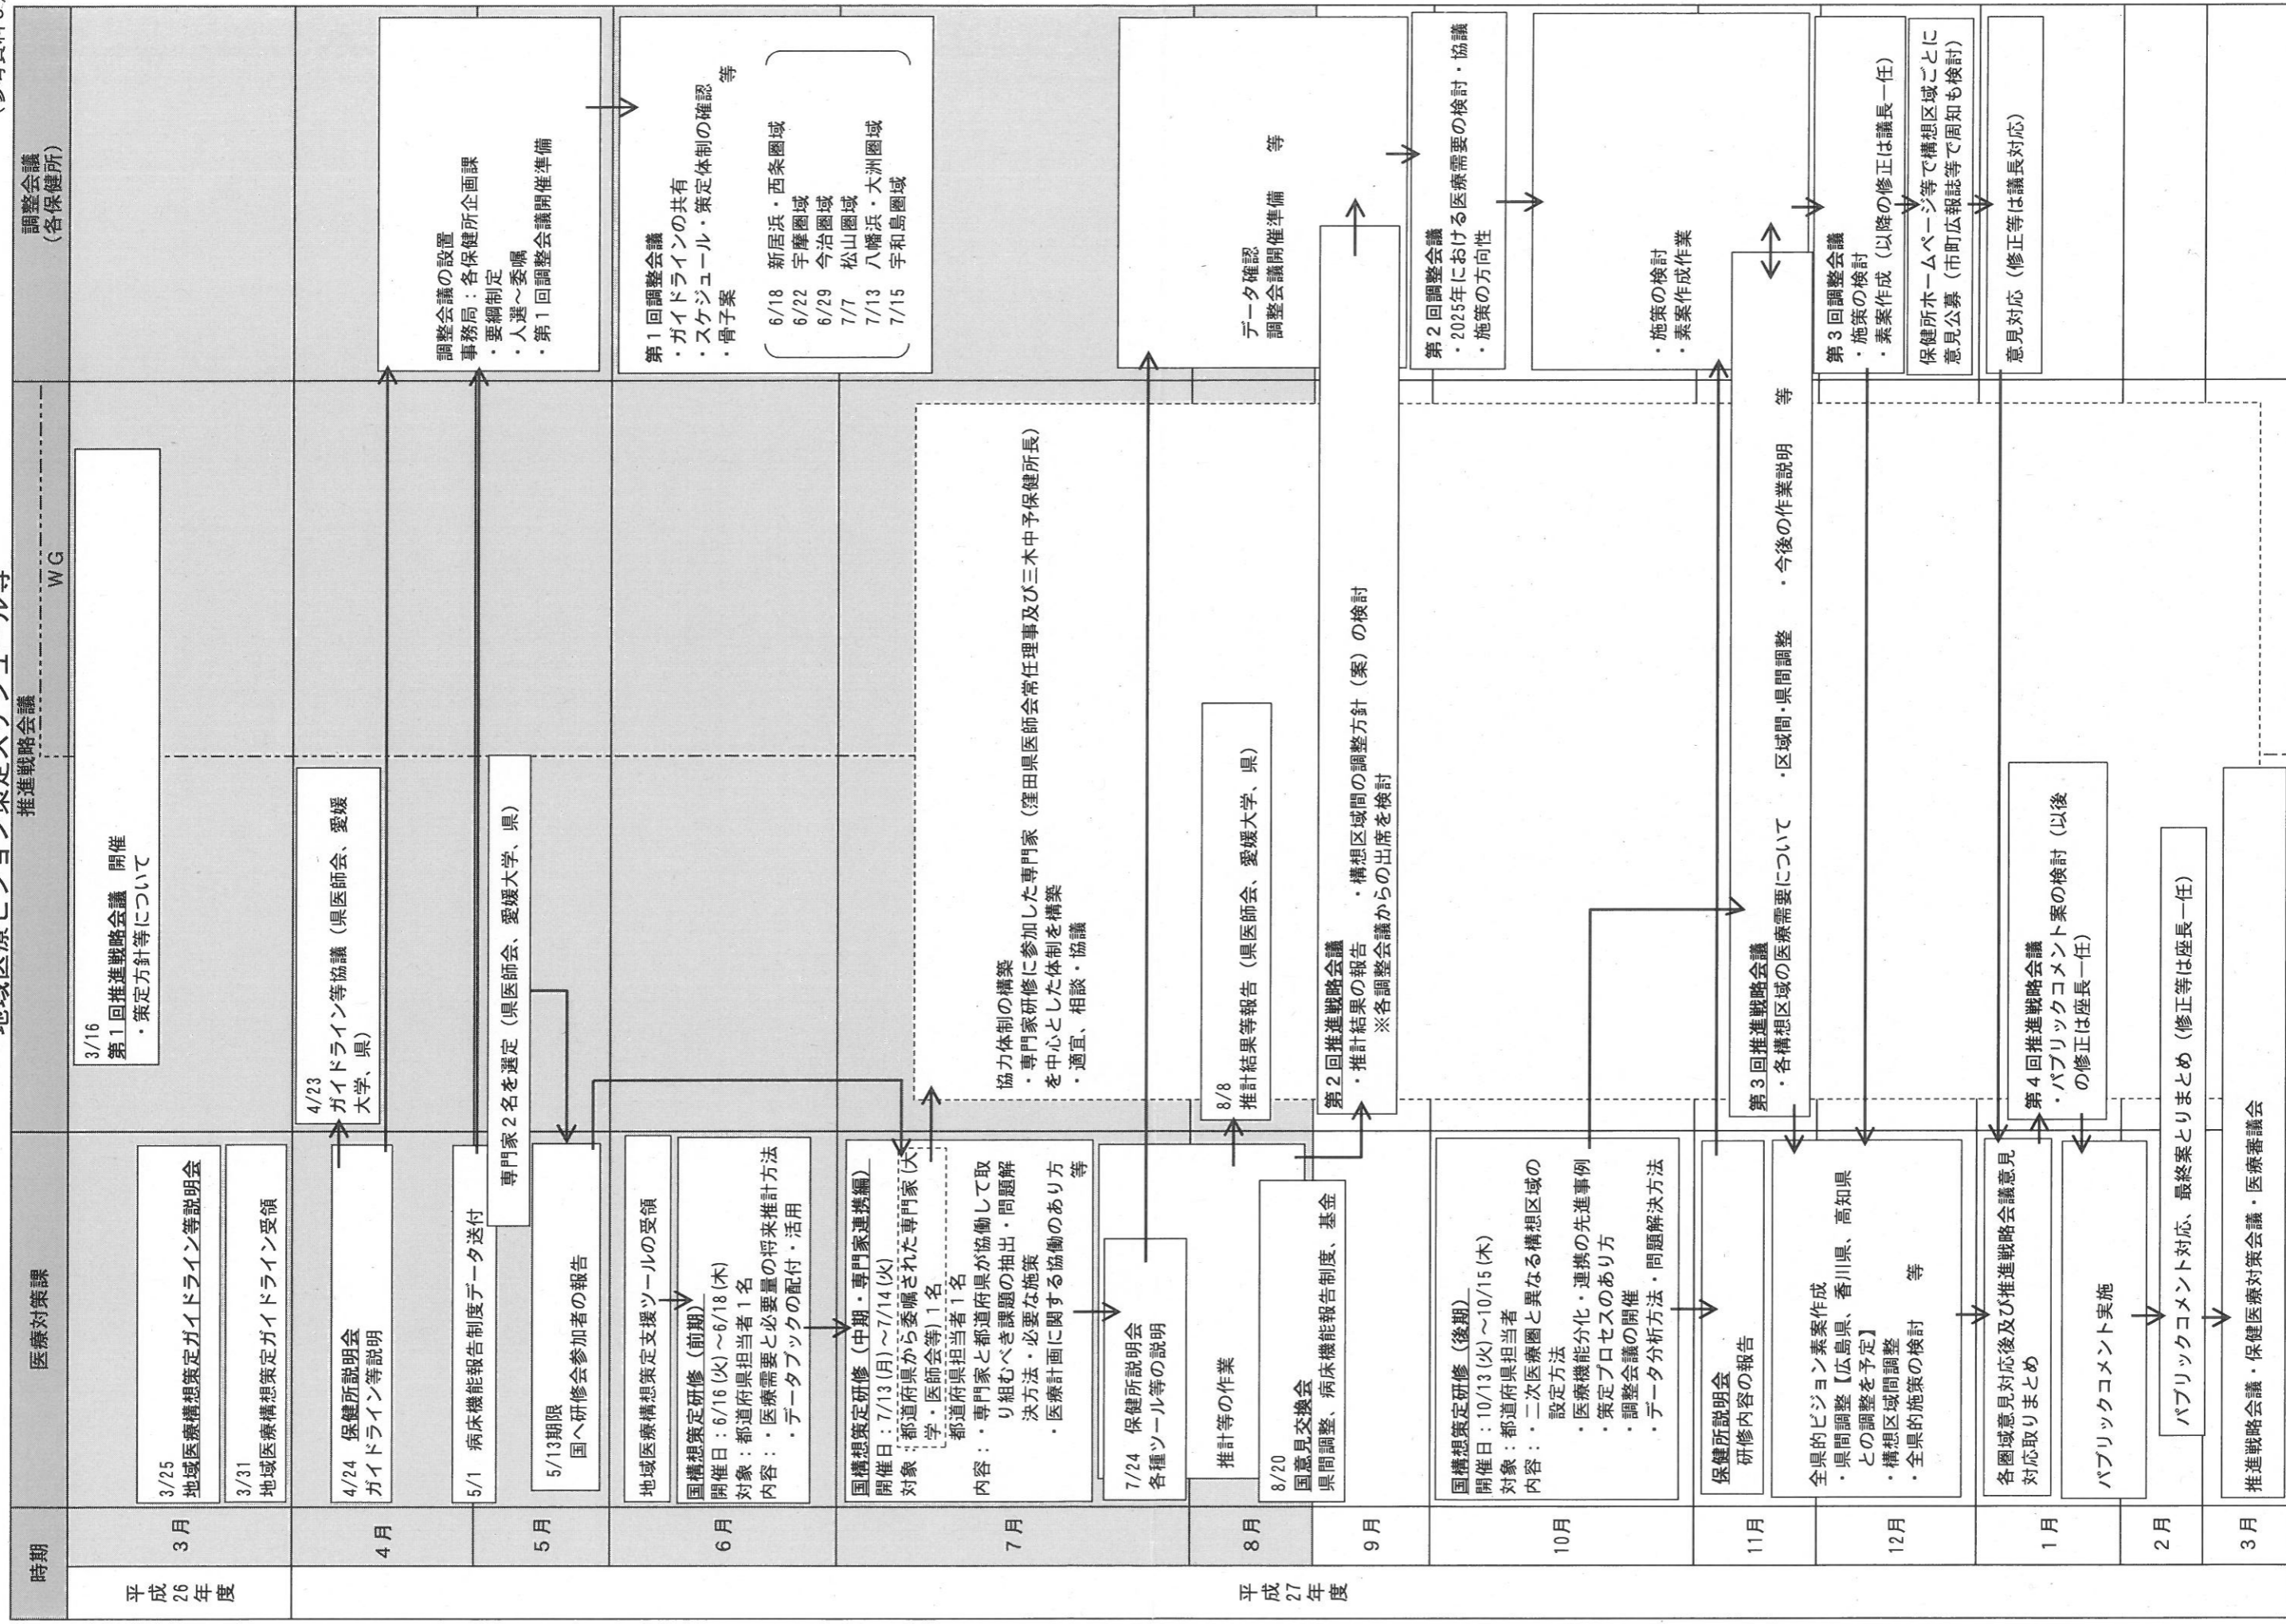 地域医療ビジョン策定スケジュール等
時期
医療対策課
推進戦略会議
WG
調整会議
(各保健所)
平成26年度
3月
3/25
地域医療構想策定ガイドライン等説明会
3/31
地域医療構想策定ガイドライン受領
3/16
第1回推進戦略会議 開催
・策定方針等について
平成27年度
4月
4/24 保健所説明会
ガイドライン等説明
4/23
ガイドライン等協議(県医師会、愛媛
大学、県)
調整会議の設置
事務局:各保健所企画課
・要綱制定
・人選~委嘱
・第1回調整会議開催準備
5月
5/1 病床機能報告制度データ送付
専門家2名を選定(県医師会、愛媛大学、県)
5/13期限
国へ研修会参加者の報告
6月
地域医療構想策定支援ツールの受領
国構想策定研修(前期)
開催日:6/16(火)~6/18(木)
対象:都道府県担当者1名
内容:・医療需要と必要量の将来推計方法
・データブックの配付・活用
第1回調整会議
・ガイドラインの共有
・スケジュール・策定体制の確認
・骨子案 等
6/18 新居浜・西条圏域
6/22 宇摩圏域
6/29 今治圏域
7/7 松山圏域
7/13 八幡浜・大洲圏域
7/15 宇和島圏域
7月
国構想策定研修(中期・専門家連携編)
開催日:7/13(月)~7/14(火)
対象:都道府県から委嘱された専門家(大
学・医師会等)1名
都道府県担当者1名
内容:・専門家と都道府県が協働して取
り組むべき課題の抽出・問題解
決方法・必要な施策
・医療計画に関する協働のあり方
等
協力体制の構築
・専門家研修に参加した専門家(窪田県医師会常任理事及び三木中予保健所長)
を中心とした体制を構築
・適宜、相談・協議
7/24 保健所説明会
各種ツール等の説明
推計等の作業
8月
8/8
推計結果等報告(県医師会、愛媛大学、県)
データ確認
調整会議開催準備 等
8/20
国意見交換会
県間調整、病床機能報告制度、基金
9月
第2回推進戦略会議
・推計結果の報告 ・構想区域間の調整方針(案)の検討
※各調整会議からの出席を検討
第2回調整会議
・2025年における医療需要の検討・協議
・施策の方向性
10月
国構想策定研修(後期)
開催日:10/13(火)~10/15(木)
対象:都道府県担当者
内容:・二次医療圏と異なる構想区域の
設定方法
・医療機能分化・連携の先進事例
・策定プロセスのあり方
・調整会議の開催
・データ分析方法・問題解決方法
・施策の検討
・素案作成作業
11月
保健所説明会
研修内容の報告
第3回推進戦略会議
・各構想区域の医療需要について ・区域間・県間調整 ・今後の作業説明 等
12月
全県的ビジョン素案作成
・県間調整【広島県、香川県、高知県
との調整を予定】
・構想区域間調整
・全県的施策の検討 等
第3回調整会議
・施策の検討
・素案作成(以降の修正は議長一任)
保健所ホームページ等で構想区域ごとに
意見公募(市町広報誌等で周知も検討)
1月
各圏域意見対応後及び推進戦略会議意見
対応取りまとめ
第4回推進戦略会議
・パブリックコメント案の検討(以後
の修正は座長一任)
意見対応(修正等は議長対応)
パブリックコメント実施
2月
パブリックコメント対応、最終案とりまとめ(修正等は座長一任)
3月
推進戦略会議・保健医療対策会議・医療審議会